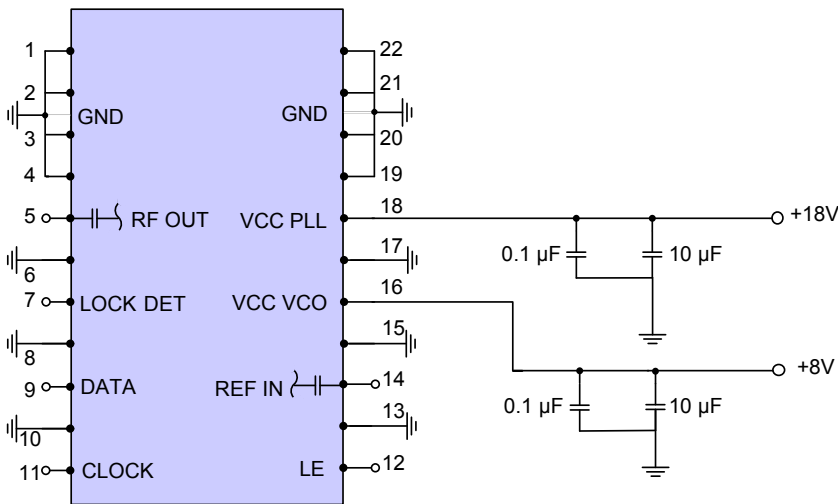 1
22
2
21
GND
GND
3
20
4
19
5
RF OUT
VCC PLL
18
+18V
6
17
0.1 µF
10 µF
7
LOCK DET
VCC VCO
16
8
15
+8V
9
DATA
REF IN
14
0.1 µF
10 µF
10
13
11
CLOCK
LE
12